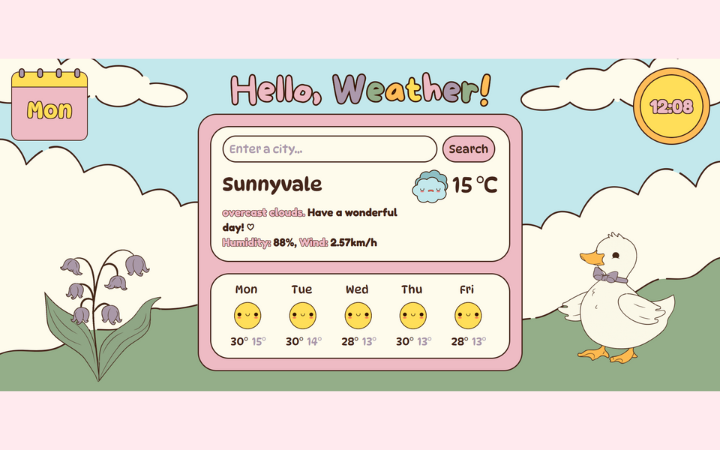 Hello, Weather!
Mon
12:08
Enter a city...
Search
Sunnyvale
15 °C
overcast clouds. Have a wonderful
day! ♡
Humidity: 88%, Wind: 2.57km/h
Mon Tue Wed Thu Fri
30° 15° 30° 14° 28° 13° 30° 13° 28° 13°